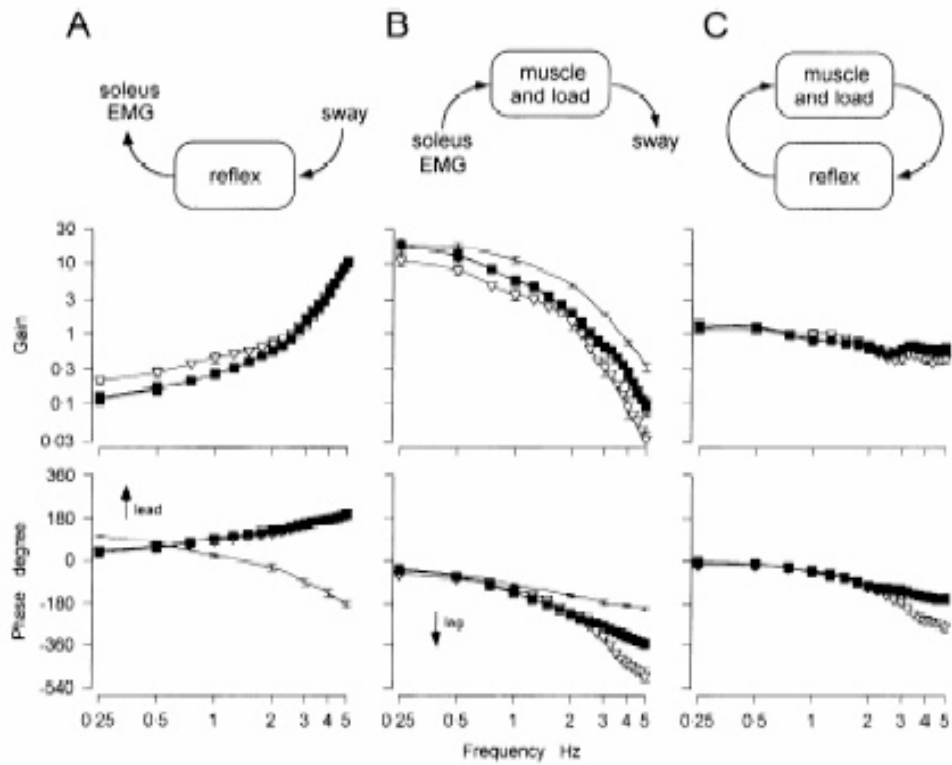 A
B
C
soleus
EMG
sway
reflex
muscle
and load
soleus
EMG
sway
muscle
and load
reflex
Gain
30
10
3
1
0·3
0·1
0·03
Phase degree
360
180
0
-180
-360
-540
lead
lag
0·25 0·5 1 2 3 4 5
0·25 0·5 1 2 3 4 5
0·25 0·5 1 2 3 4 5
Frequency Hz